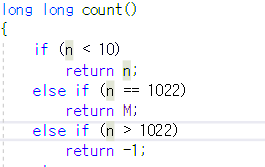 long long count()
{
if (n < 10)
return n;
else if (n == 1022)
return M;
else if (n > 1022)
return -1;